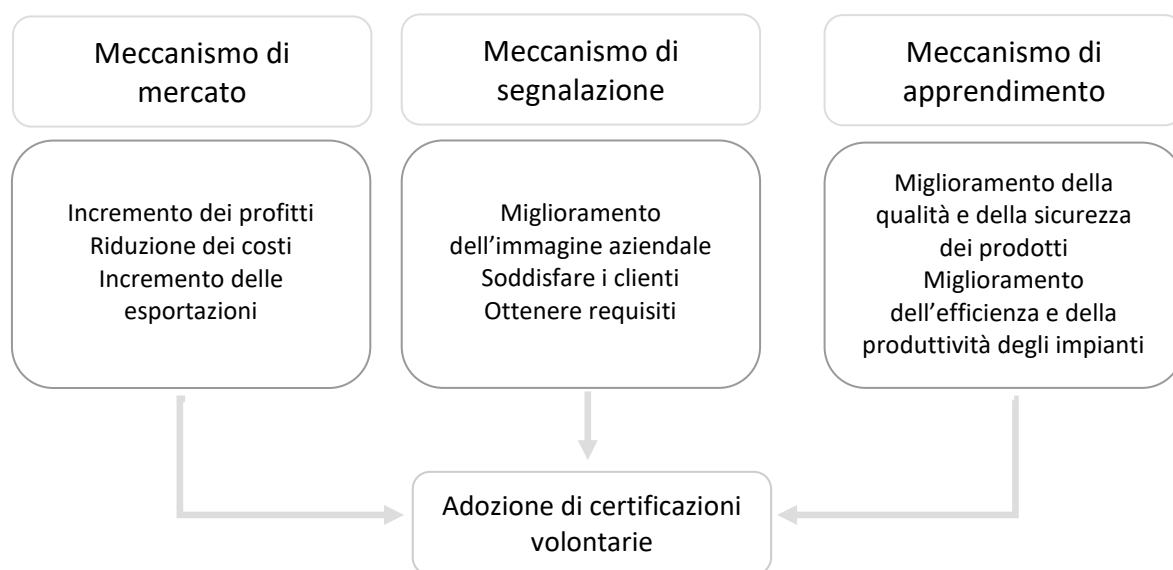 Meccanismo di
mercato
Meccanismo di
segnalazione
Meccanismo di
apprendimento
Incremento dei profitti
Riduzione dei costi
Incremento delle
esportazioni
Miglioramento
dell’immagine aziendale
Soddisfare i clienti
Ottenere requisiti
Miglioramento della
qualità e della sicurezza
dei prodotti
Miglioramento
dell’efficienza e della
produttività degli impianti
Adozione di certificazioni
volontarie